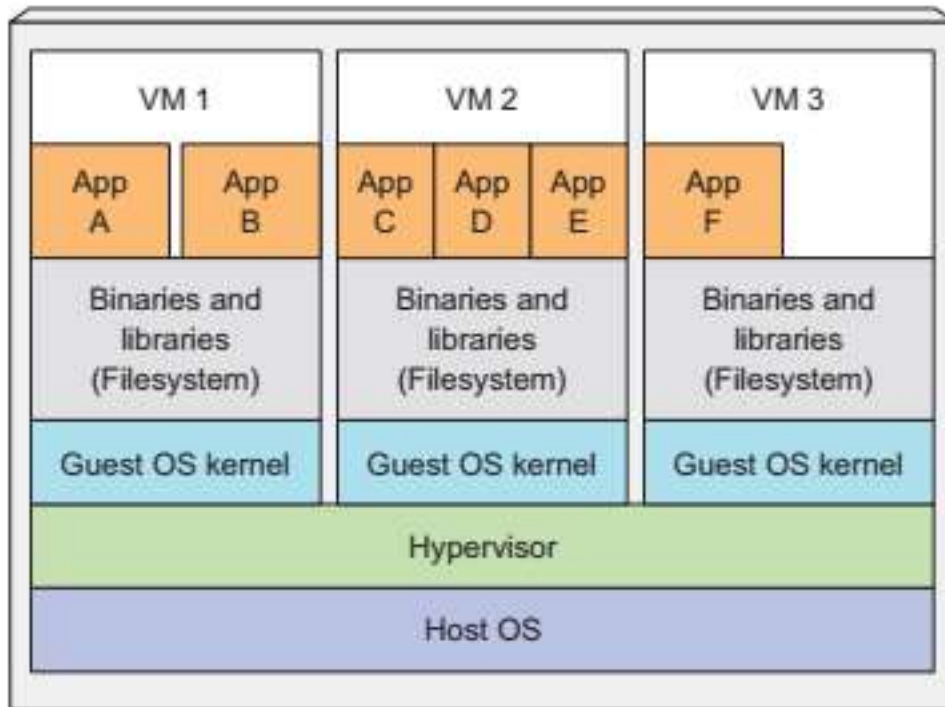 VM 1
App
A
App
B
Binaries and
libraries
(Filesystem)
Guest OS kernel
VM 2
App
C
App
D
App
E
Binaries and
libraries
(Filesystem)
Guest OS kernel
VM 3
App
F
Binaries and
libraries
(Filesystem)
Guest OS kernel
Hypervisor
Host OS